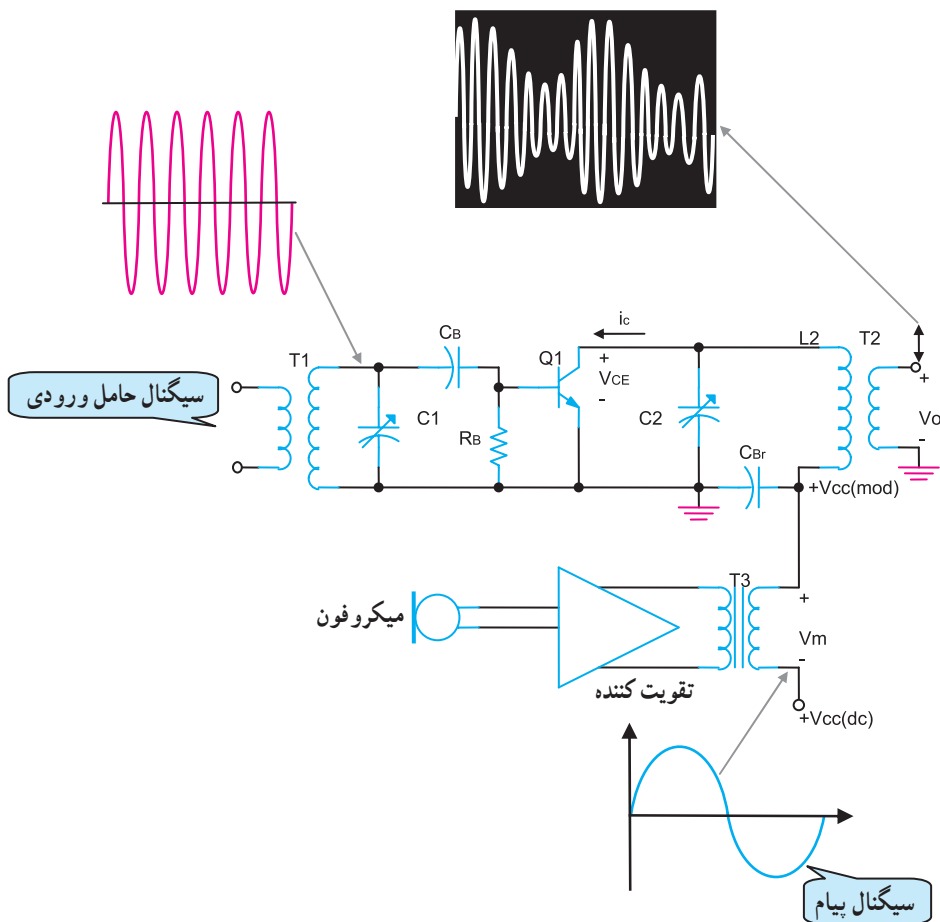 T1
CB
Q1
ic
+
VCE
-
L2
T2
+
Vo
-
سیگنال حامل ورودی
C1
RB
C2
CBr
+Vcc(mod)
میکروفون
تقویت کننده
T3
+
Vm
-
+Vcc(dc)
سیگنال پیام